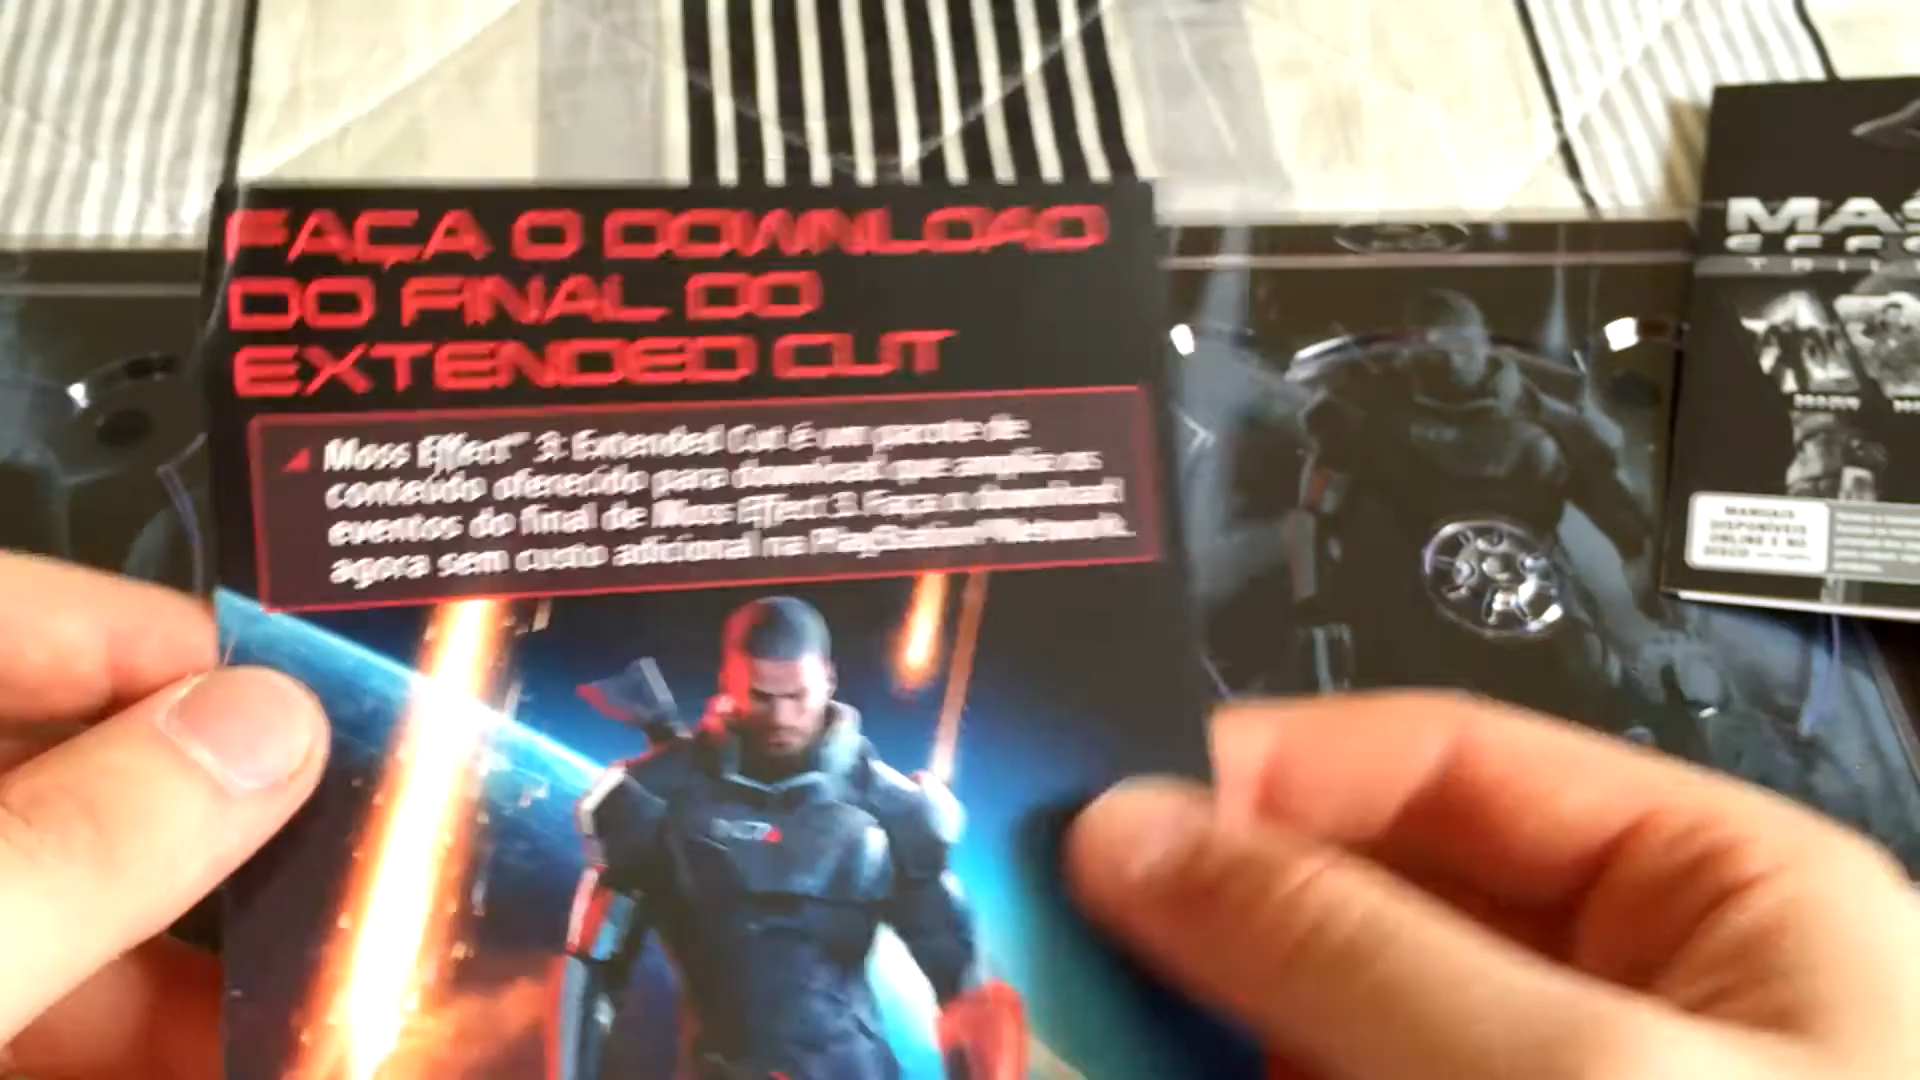 FAÇA O DOWNLOAD
DO FINAL DO
EXTENDED CUT
Mass Effect™ 3: Extended Cut é um pacote de
conteúdo oferecido para download que amplia os
eventos do final de Mass Effect 3. Faça o download
agora sem custo adicional na PlayStation®Network.
N7
MAS
MANUAIS
DISPONÍVEIS
ONLINE E NO
DISCO